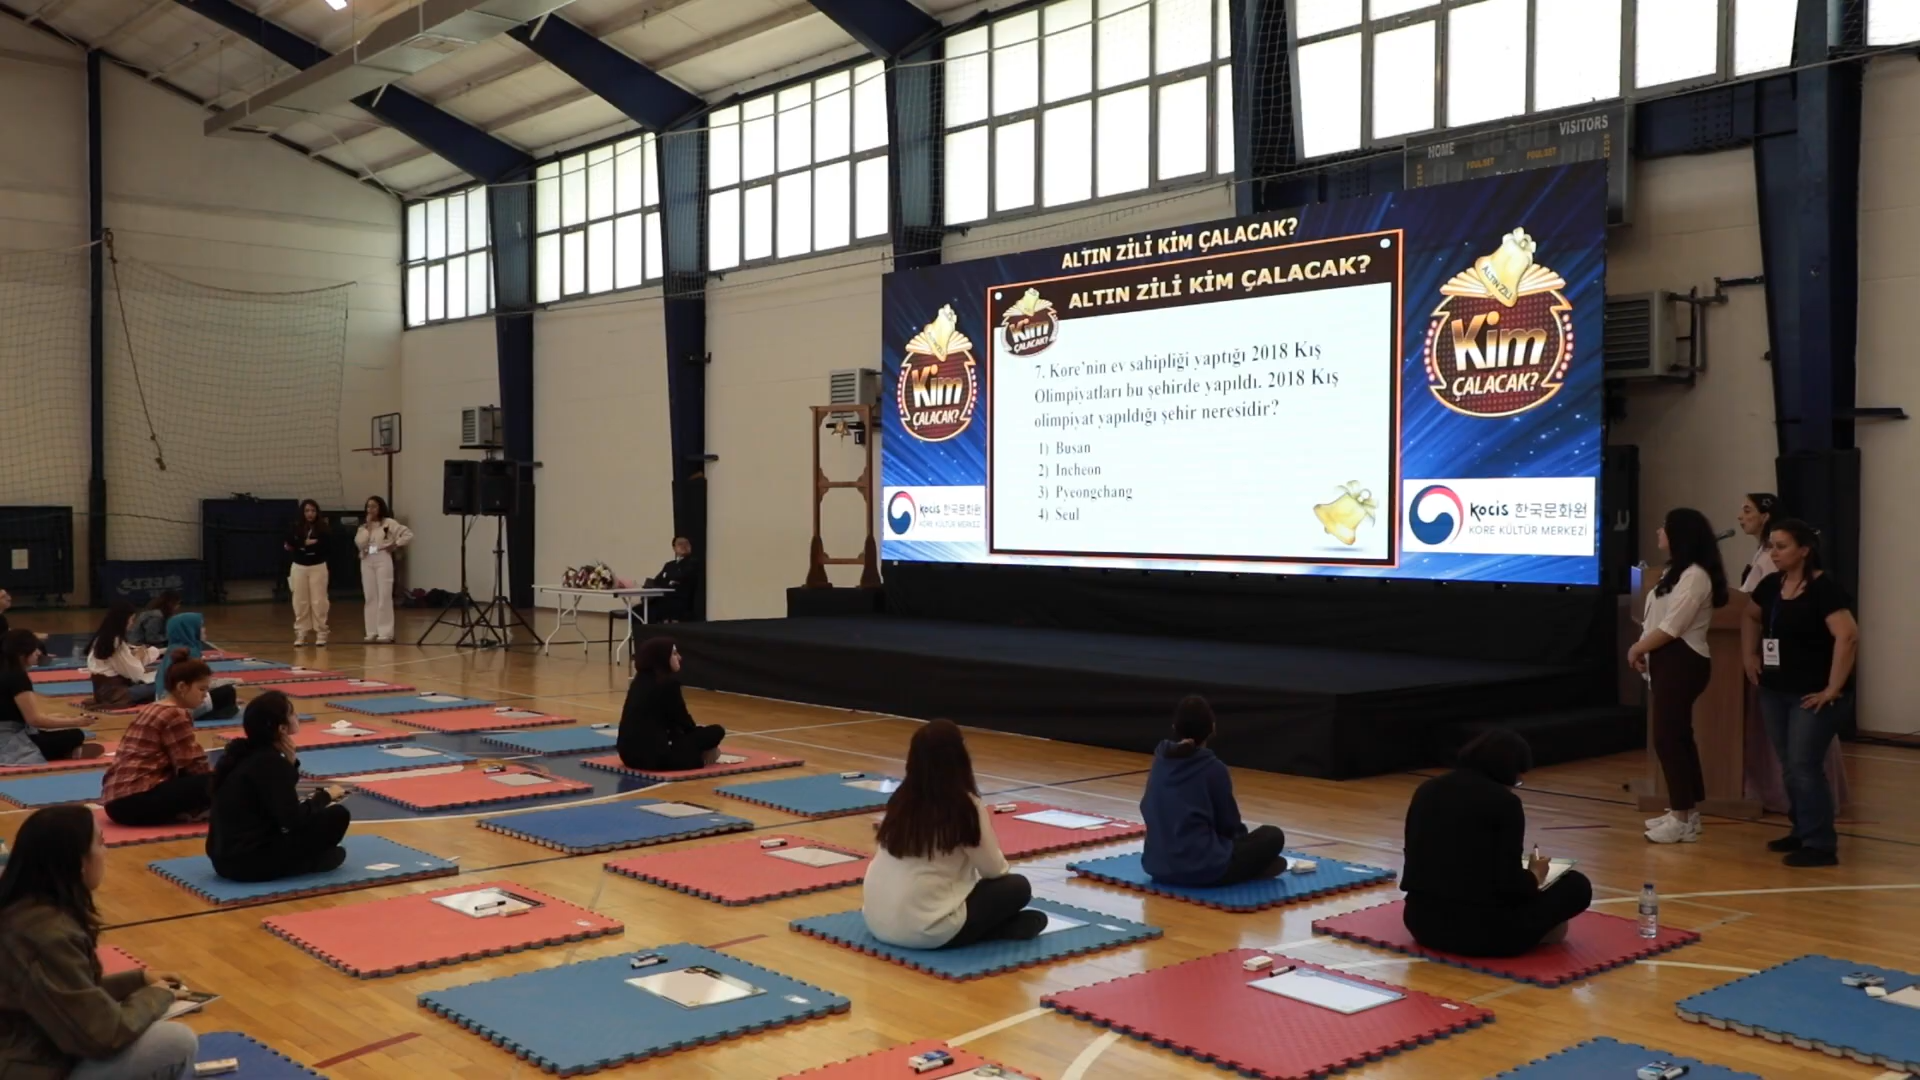 VISITORS
HOME
ALTIN ZİLİ KİM ÇALACAK?
ALTIN ZİLİ KİM ÇALACAK?
Kim
ÇALACAK?
7. Kore'nin ev sahipliği yaptığı 2018 Kış
Olimpiyatları bu şehirde yapıldı. 2018 Kış
olimpiyat yapıldığı şehir neresidir?
1) Busan
2) Incheon
3) Pyeongchang
4) Seul
Kim
ÇALACAK?
ALTIN ZİLİ
Kim
ÇALACAK?
Kocis 한국문화원
KORE KÜLTÜR MERKEZİ
Kocis 한국문화원
KORE KÜLTÜR MERKEZİ